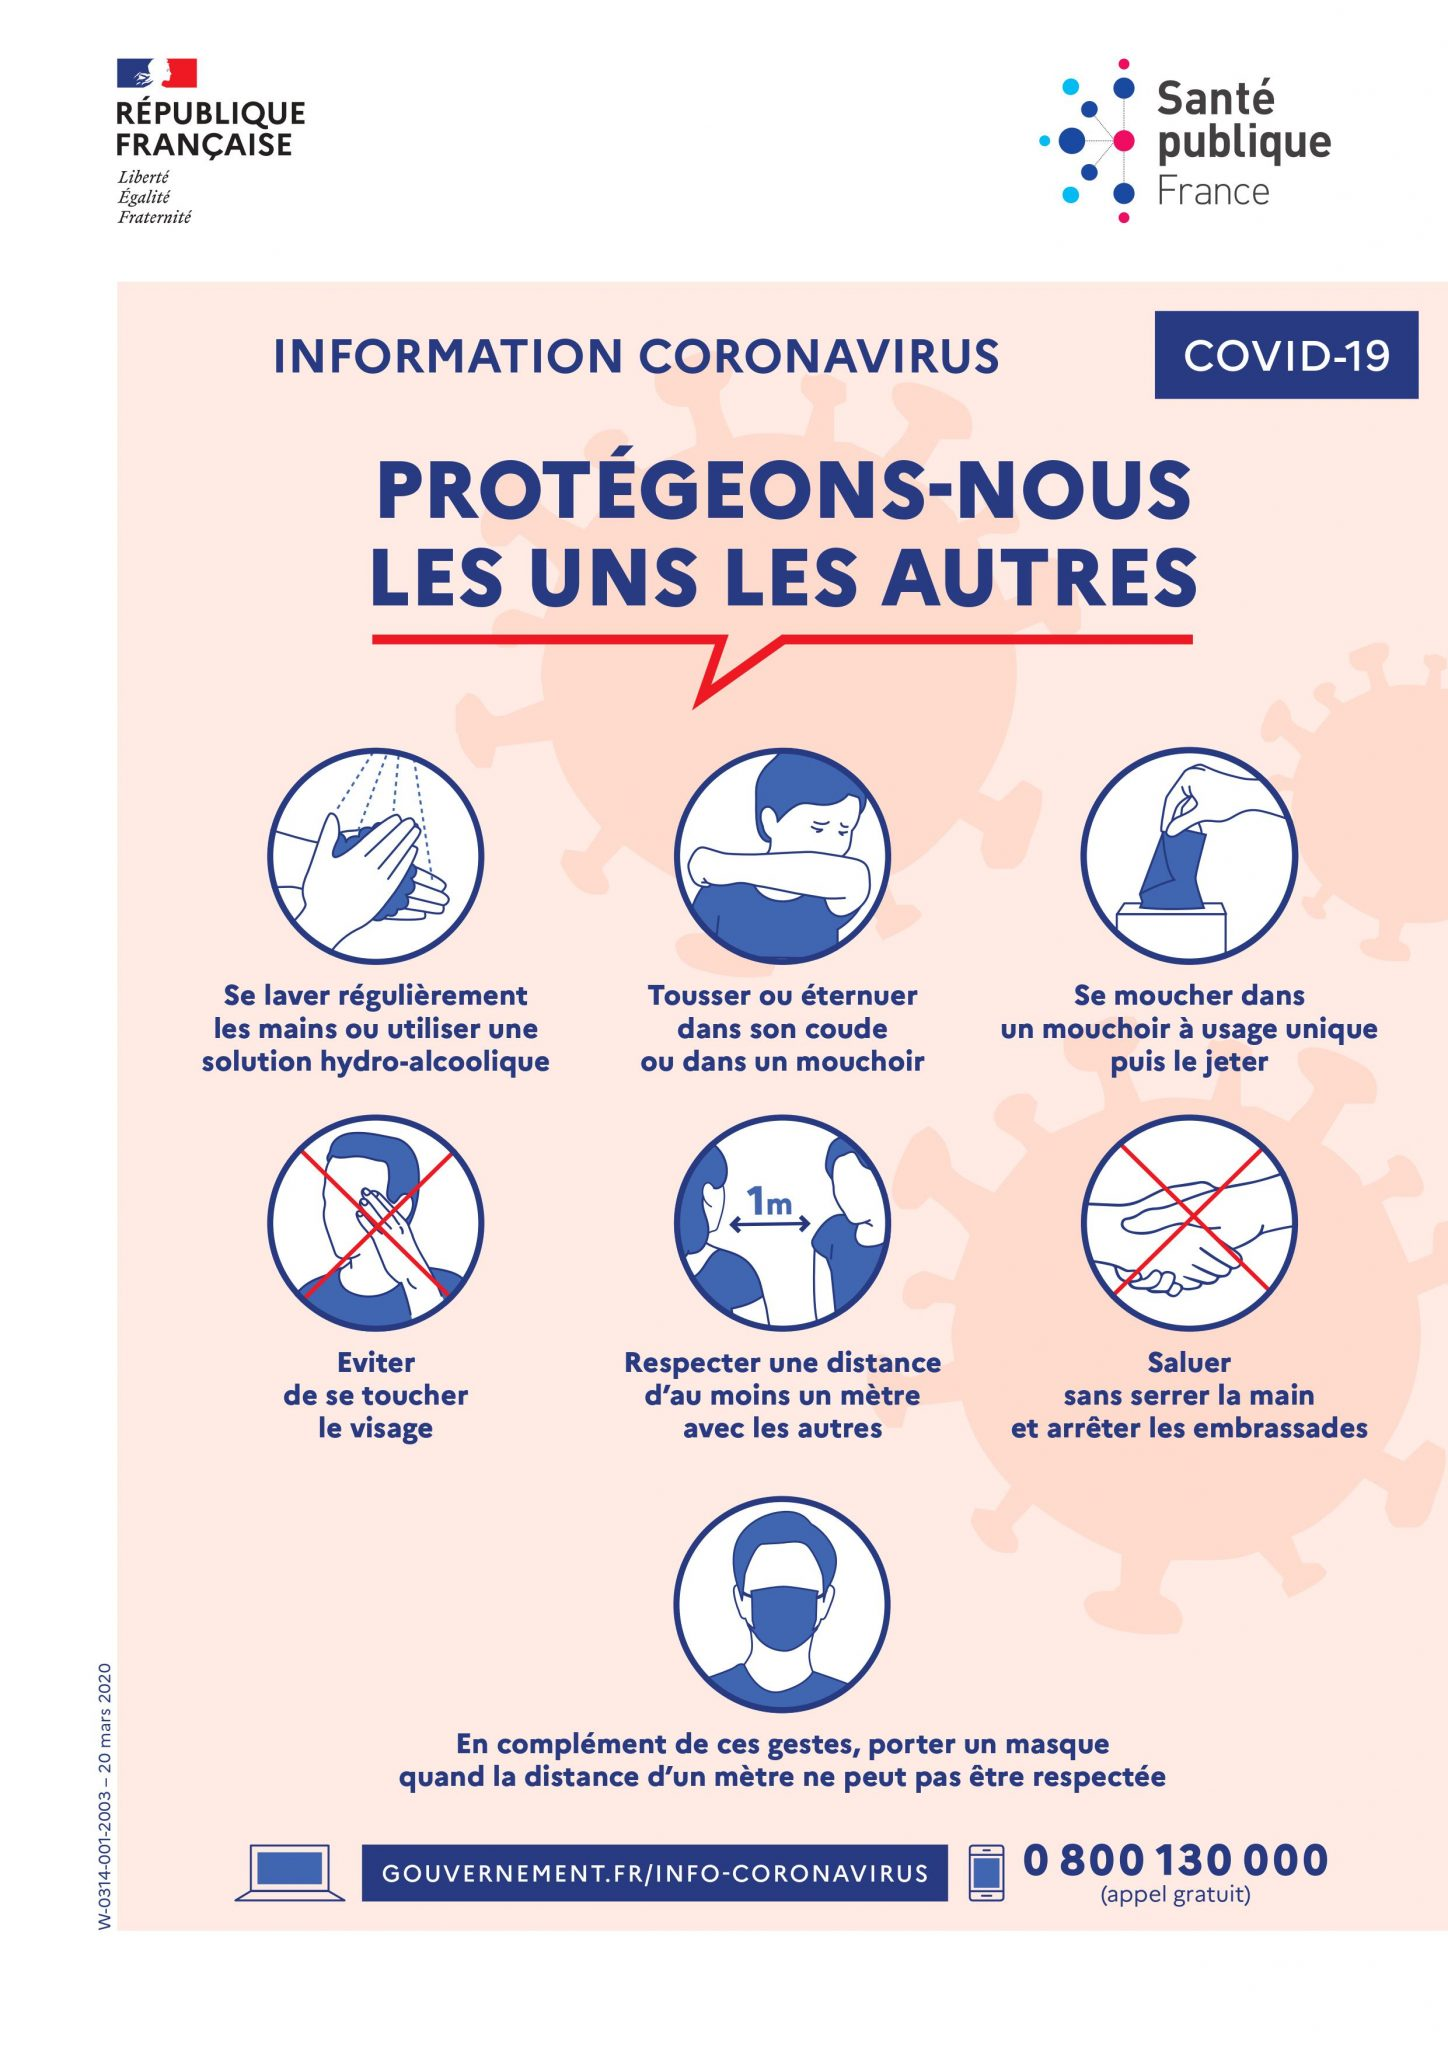 RÉPUBLIQUE
FRANÇAISE
Liberté
Égalité
Fraternité
Santé
publique
France
INFORMATION CORONAVIRUS
COVID-19
PROTÉGEONS-NOUS
LES UNS LES AUTRES
Se laver régulièrement
les mains ou utiliser une
solution hydro-alcoolique
Tousser ou éternuer
dans son coude
ou dans un mouchoir
Se moucher dans
un mouchoir à usage unique
puis le jeter
Eviter
de se toucher
le visage
1m
Respecter une distance
d'au moins un mètre
avec les autres
Saluer
sans serrer la main
et arrêter les embrassades
En complément de ces gestes, porter un masque
quand la distance d'un mètre ne peut pas être respectée
GOUVERNEMENT.FR/INFO-CORONAVIRUS
0 800 130 000
(appel gratuit)
W-0314-001-2003 – 20 mars 2020